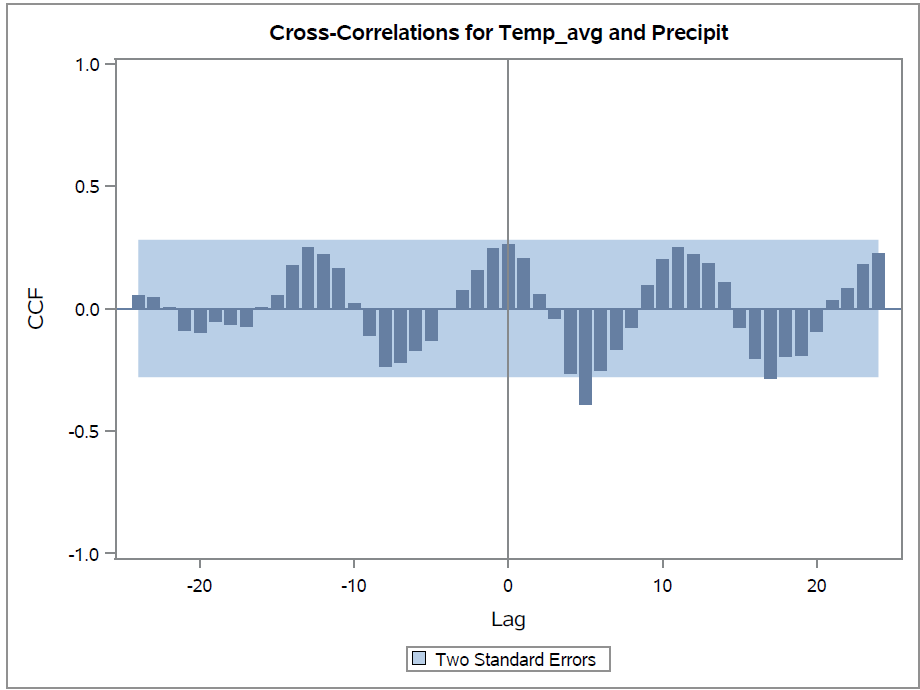 Cross-Correlations for Temp_avg and Precipit
1.0
0.5
0.0
-0.5
-1.0
CCF
-20 -10 0 10 20
Lag
Two Standard Errors